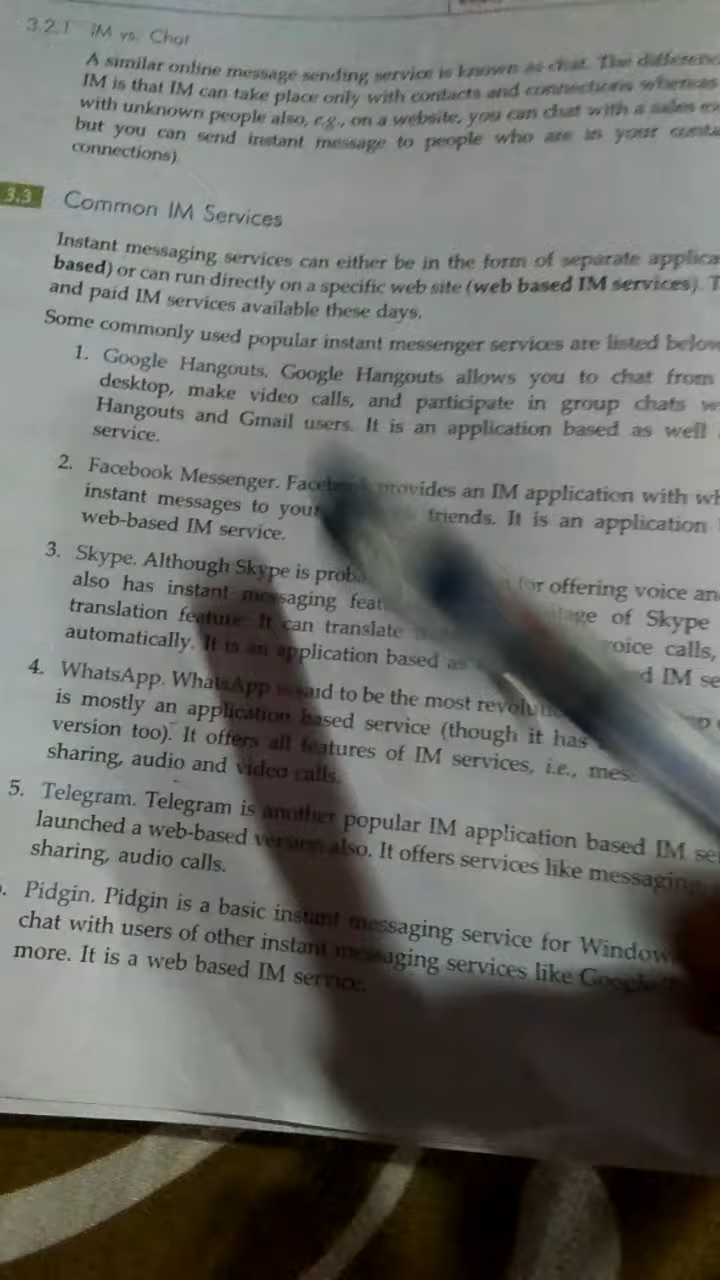 3.2.1 IM vs. Chat
A similar online message sending service is known as chat. The
IM is that IM can take place only with contacts and connections whereas
with unknown people also, e.g., on a website, you can chat with a sales
but you can send instant message to people who are in your
connections).
3.3 Common IM Services
Instant messaging services can either be in the form of separate
based) or can run directly on a specific web site (web based IM services).
and paid IM services available these days.
Some commonly used popular instant messenger services are listed below
1. Google Hangouts. Google Hangouts allows you to chat from
desktop, make video calls, and participate in group chats
Hangouts and Gmail users. It is an application based as well
service.
2. Facebook Messenger. provides an IM application with
instant messages to your friends. It is an application
web-based IM service.
3. Skype. Although Skype is for offering voice
also has instant messaging of Skype
translation feature. It can translate voice calls,
automatically. It is an application based as IM
4. WhatsApp. WhatsApp is said to be the most
is mostly an application based service (though it has
version too). It offers all features of IM services, i.e.,
sharing, audio and video calls.
5. Telegram. Telegram is another popular IM application based IM
launched a web-based version also. It offers services like messaging,
sharing, audio calls.
Pidgin. Pidgin is a basic instant messaging service for
chat with users of other instant messaging services like
more. It is a web based IM service.